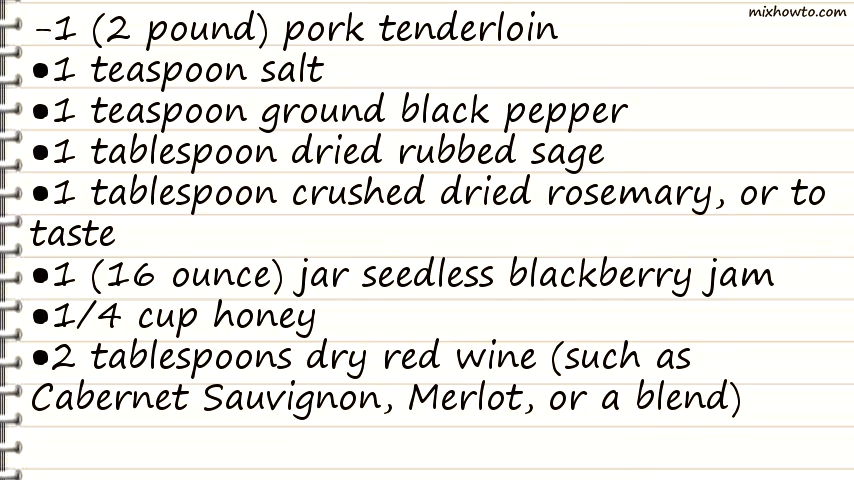 mixhowto.com
-1 (2 pound) pork tenderloin
•1 teaspoon salt
•1 teaspoon ground black pepper
•1 tablespoon dried rubbed sage
•1 tablespoon crushed dried rosemary, or to
taste
•1 (16 ounce) jar seedless blackberry jam
•1/4 cup honey
•2 tablespoons dry red wine (such as
Cabernet Sauvignon, Merlot, or a blend)